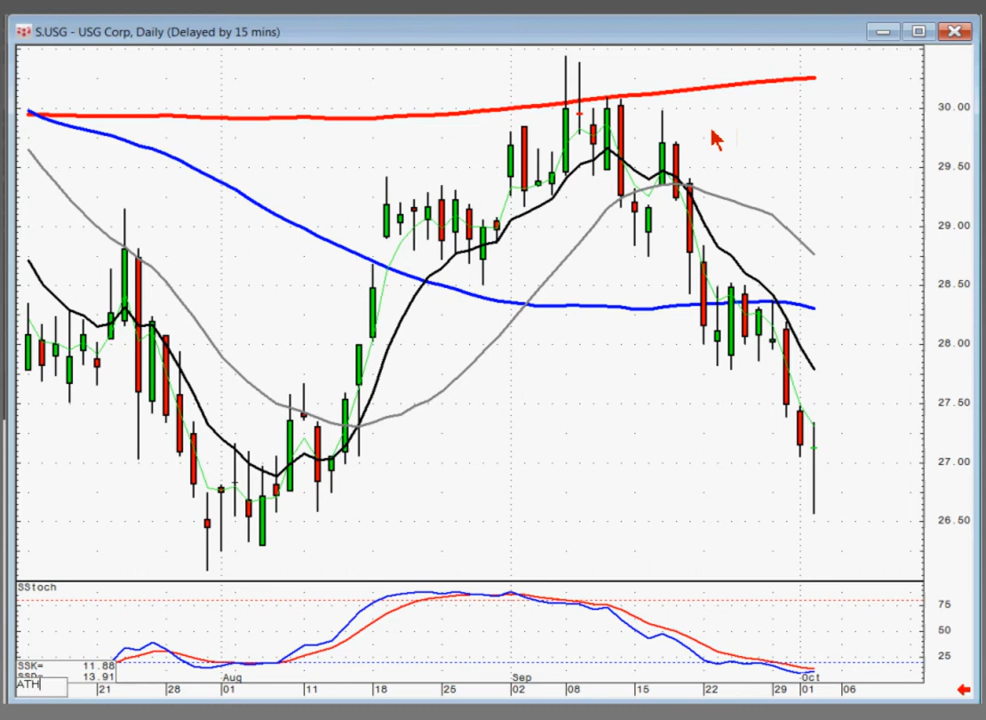 S.USG - USG Corp, Daily (Delayed by 15 mins)
30.00
29.50
29.00
28.50
28.00
27.50
27.00
26.50
SStoch
75
50
25
SSK= 11.88
SSD= 13.91
ATH
Aug Sep Oct
21 28 01 11 18 25 02 08 15 22 29 01 06